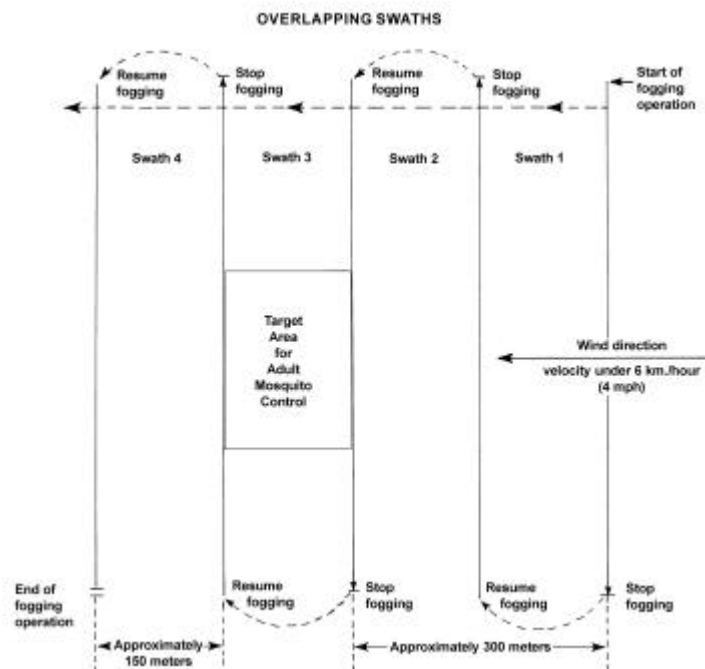 OVERLAPPING SWATHS
Resume
fogging
Stop
fogging
Resume
fogging
Stop
fogging
Start of
fogging
operation
Swath 4
Swath 3
Swath 2
Swath 1
Target
Area
for
Adult
Mosquito
Control
Wind direction
velocity under 6 km./hour
(4 mph)
End of
fogging
operation
Resume
fogging
Stop
fogging
Resume
fogging
Stop
fogging
Approximately
150 meters
Approximately 300 meters